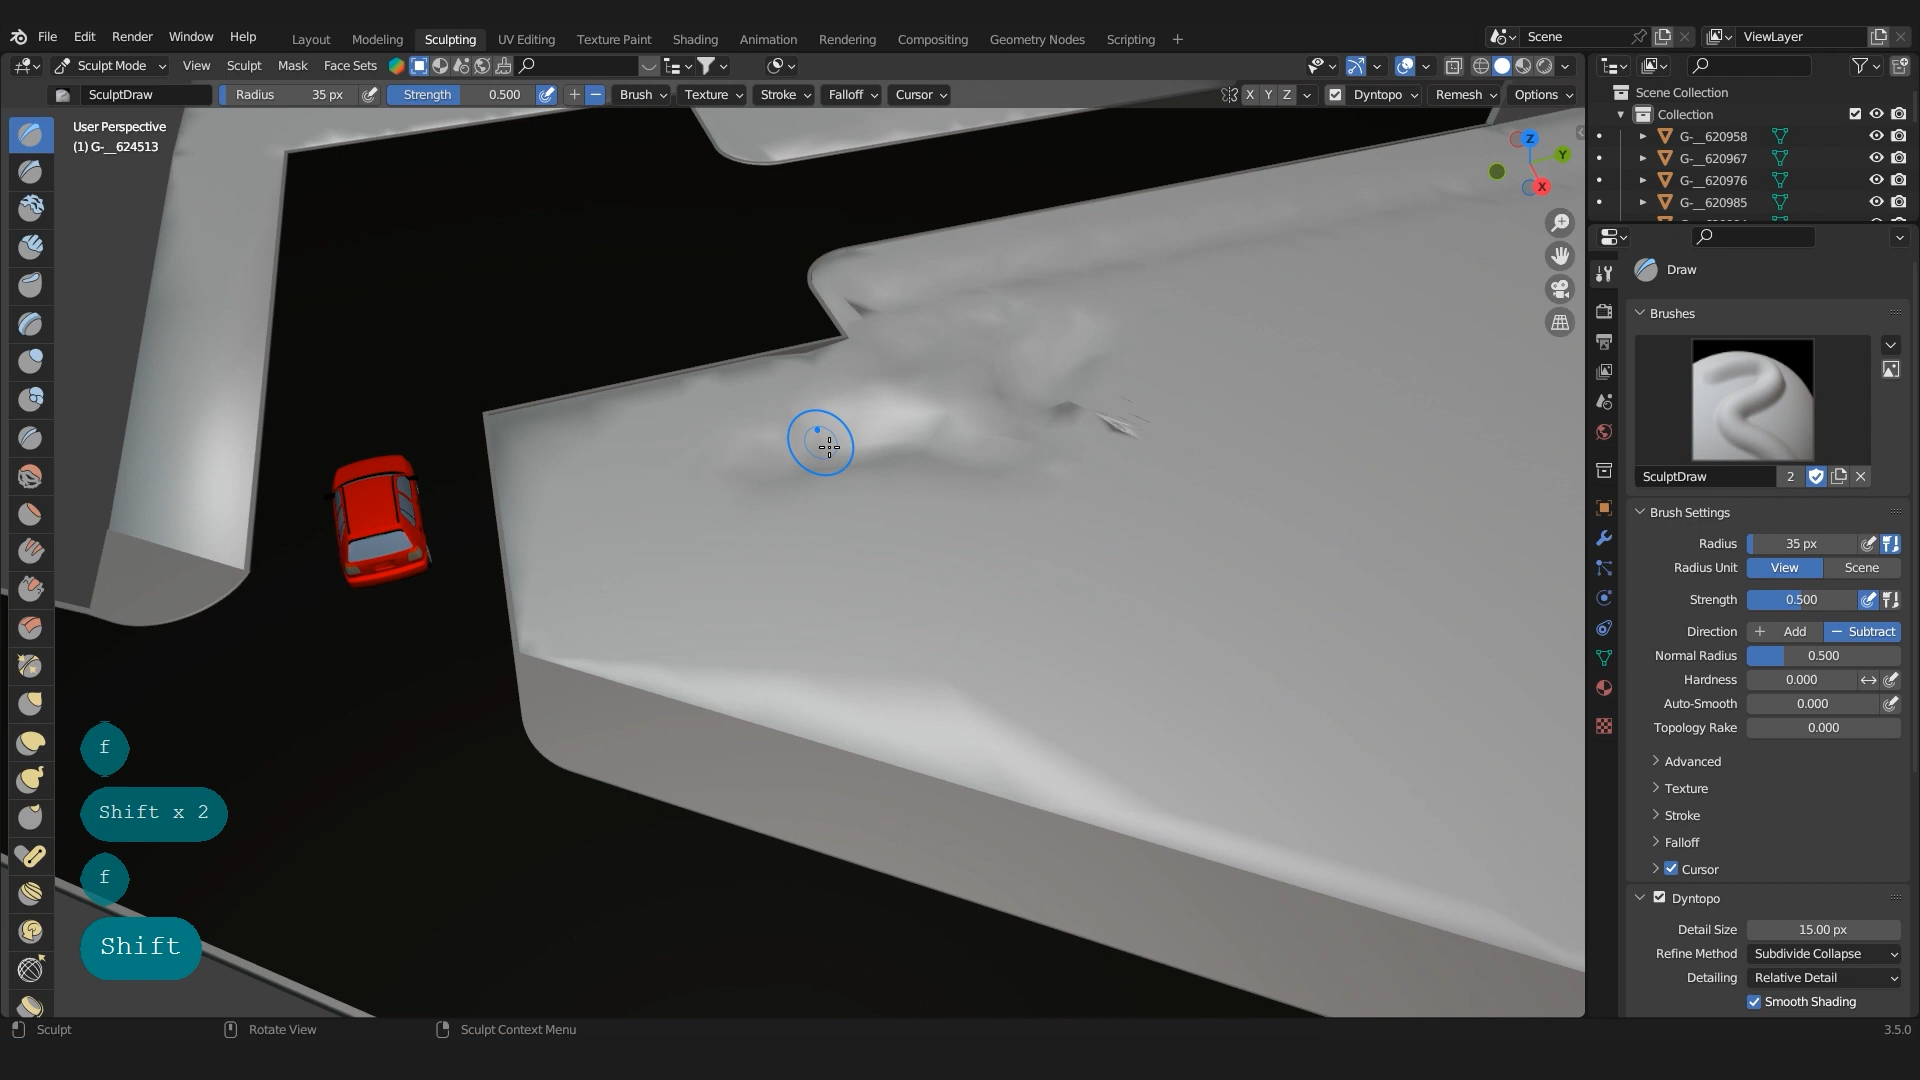 File Edit Render Window Help Layout Modeling Sculpting UV Editing Texture Paint Shading Animation Rendering Compositing Geometry Nodes Scripting + Scene ViewLayer
Sculpt Mode View Sculpt Mask Face Sets
SculptDraw Radius 35 px Strength 0.500 Brush Texture Stroke Falloff Cursor X Y Z Dyntopo Remesh Options
User Perspective
(1) G-__624513
Z
Y
X
Scene Collection
Collection
G-__620958
G-__620967
G-__620976
G-__620985
Draw
Brushes
SculptDraw 2
Brush Settings
Radius 35 px
Radius Unit View Scene
Strength 0.500
Direction + Add − Subtract
Normal Radius 0.500
Hardness 0.000
Auto-Smooth 0.000
Topology Rake 0.000
Advanced
Texture
Stroke
Falloff
Cursor
Dyntopo
Detail Size 15.00 px
Refine Method Subdivide Collapse
Detailing Relative Detail
Smooth Shading
f
Shift x 2
f
Shift
Sculpt Rotate View Sculpt Context Menu 3.5.0